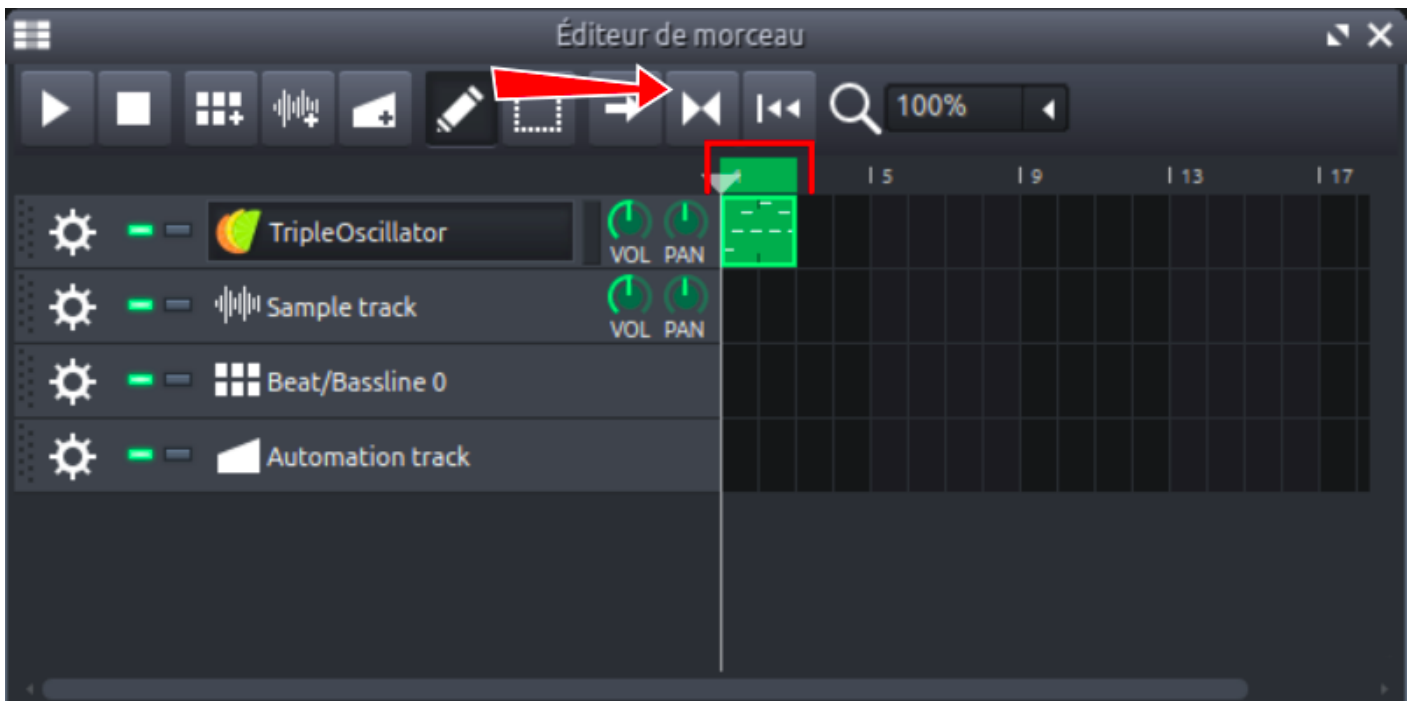 Éditeur de morceau
100%
5 9 13 17
TripleOscillator
VOL PAN
Sample track
VOL PAN
Beat/Bassline 0
Automation track